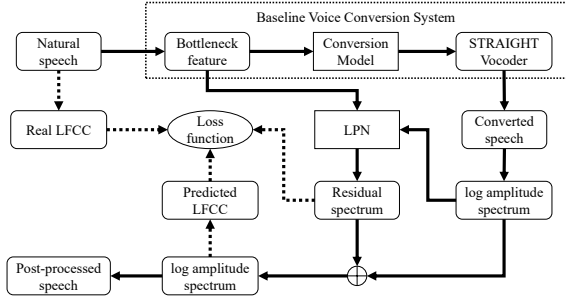 Baseline Voice Conversion System
Natural
speech
Bottleneck
feature
Conversion
Model
STRAIGHT
Vocoder
Real LFCC
Loss
function
LPN
Converted
speech
Predicted
LFCC
Residual
spectrum
log amplitude
spectrum
Post-processed
speech
log amplitude
spectrum